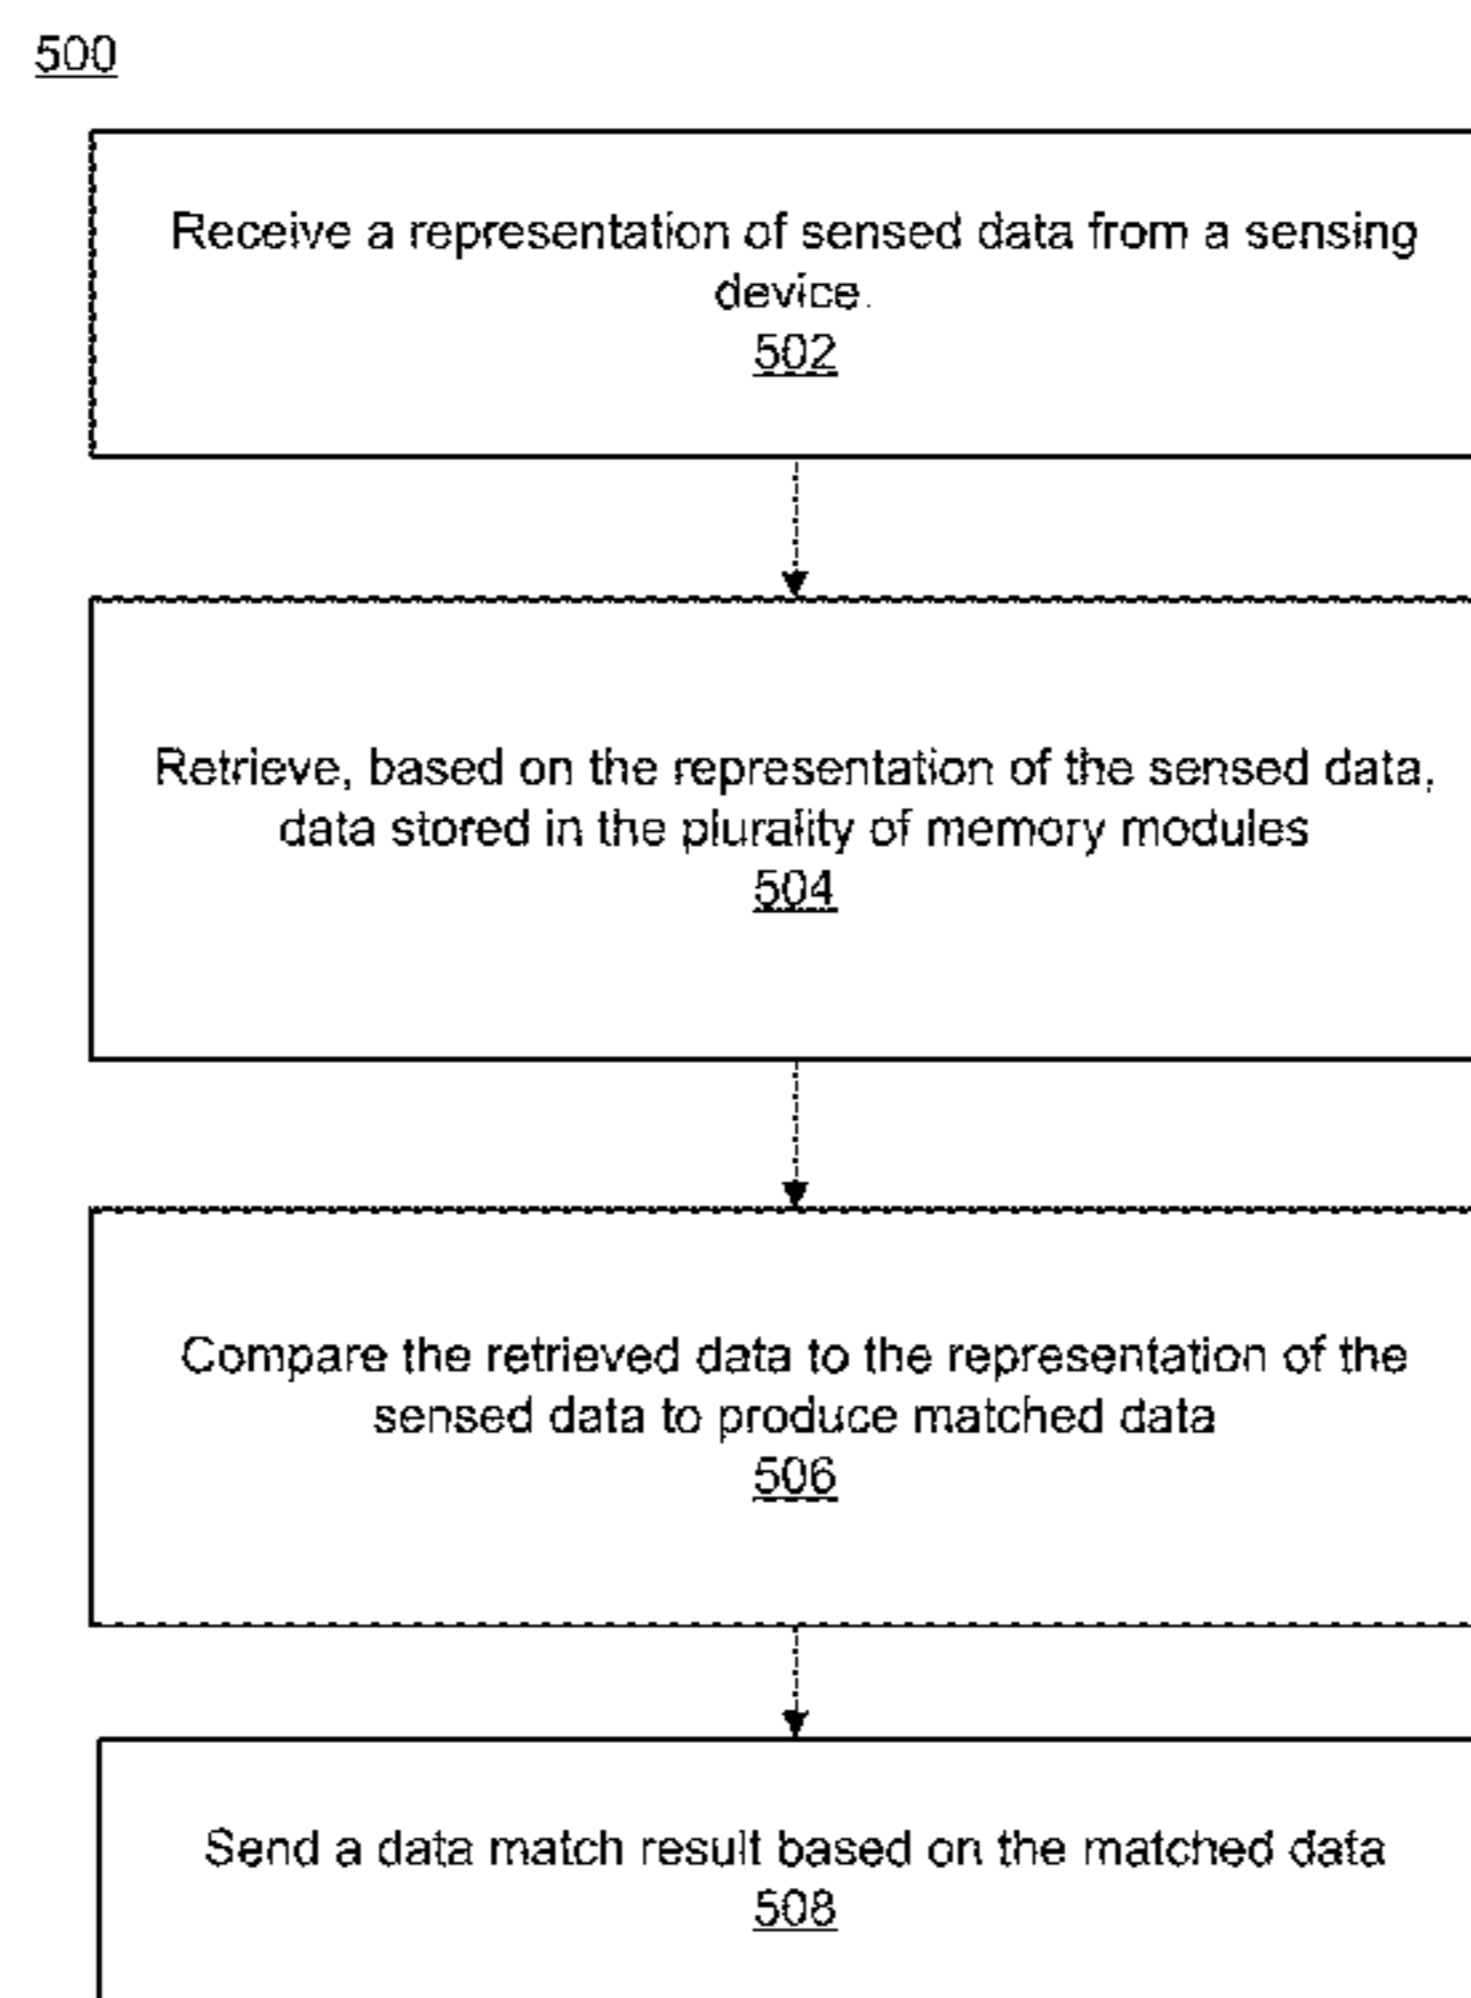 500
Receive a representation of sensed data from a sensing
device.
502
Retrieve, based on the representation of the sensed data,
data stored in the plurality of memory modules
504
Compare the retrieved data to the representation of the
sensed data to produce matched data
506
Send a data match result based on the matched data
508